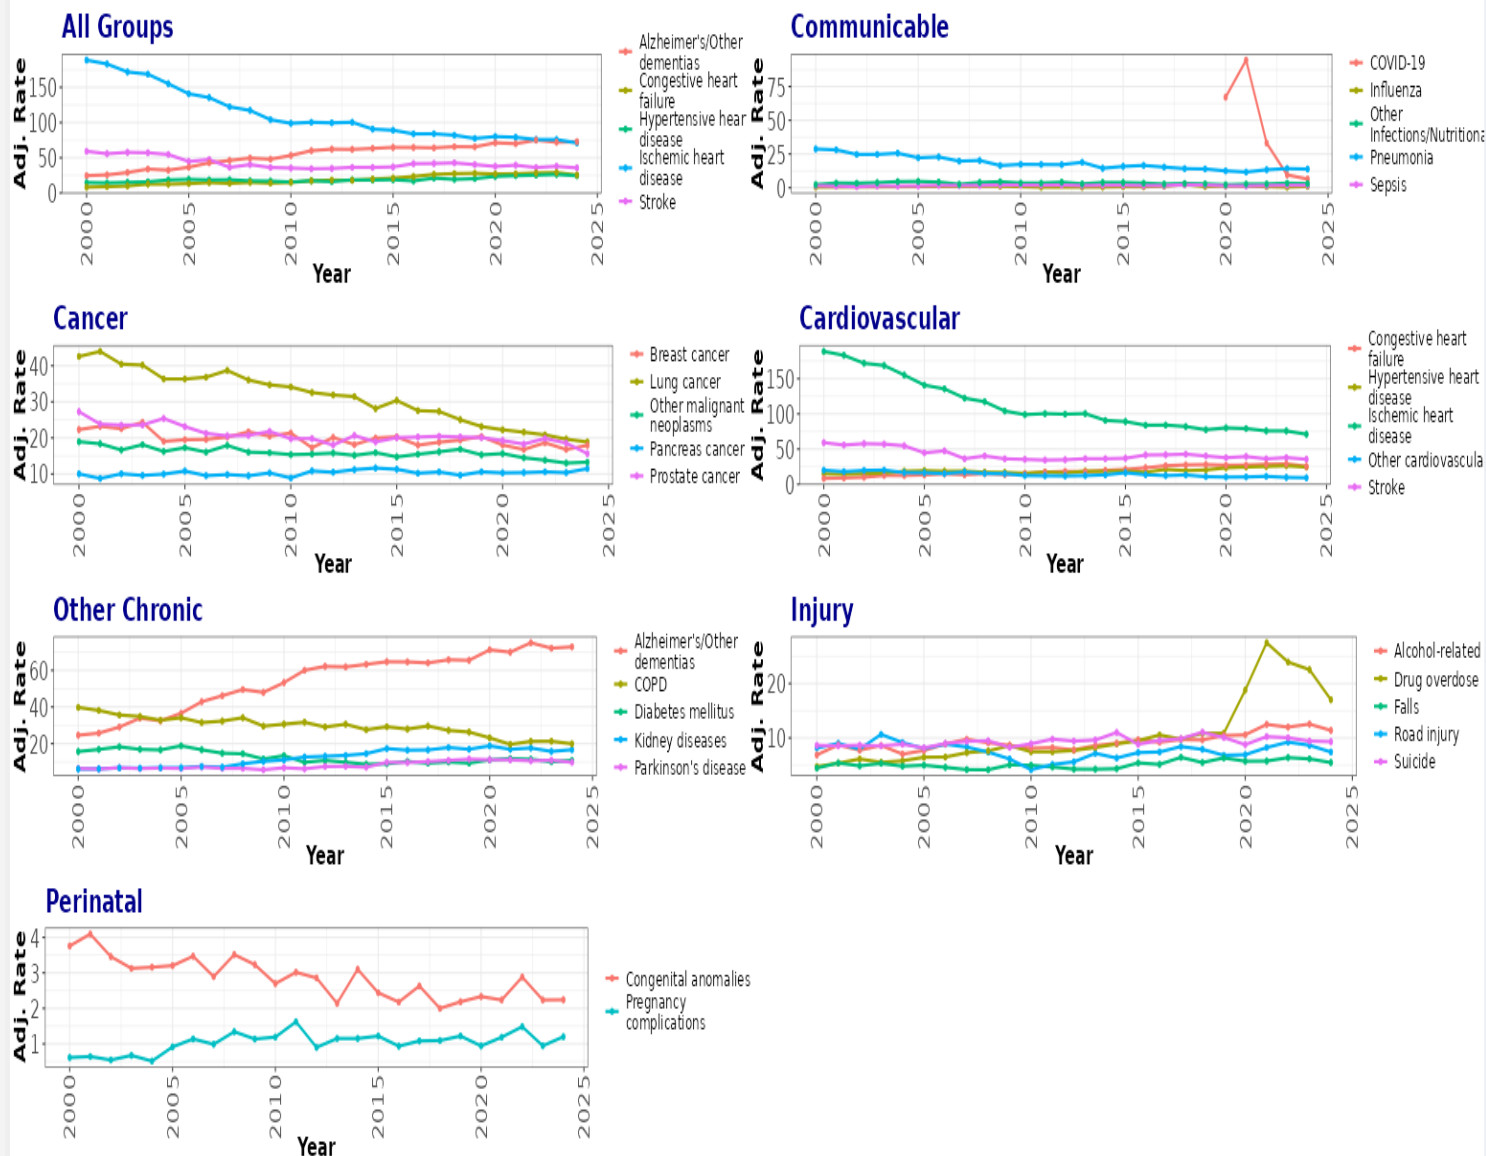 All Groups
Adj. Rate
150
100
50
0
2000
2005
2010
2015
2020
2025
Year
Alzheimer's/Other
dementias
Congestive heart
failure
Hypertensive hear
disease
Ischemic heart
disease
Stroke
Communicable
Adj. Rate
75
50
25
0
2000
2005
2010
2015
2020
2025
Year
COVID-19
Influenza
Other
Infections/Nutritiona
Pneumonia
Sepsis
Cancer
Adj. Rate
40
30
20
10
2000
2005
2010
2015
2020
2025
Year
Breast cancer
Lung cancer
Other malignant
neoplasms
Pancreas cancer
Prostate cancer
Cardiovascular
Adj. Rate
150
100
50
0
2000
2005
2010
2015
2020
2025
Year
Congestive heart
failure
Hypertensive heart
disease
Ischemic heart
disease
Other cardiovascula
Stroke
Other Chronic
Adj. Rate
60
40
20
2000
2005
2010
2015
2020
2025
Year
Alzheimer's/Other
dementias
COPD
Diabetes mellitus
Kidney diseases
Parkinson's disease
Injury
Adj. Rate
20
10
2000
2005
2010
2015
2020
2025
Year
Alcohol-related
Drug overdose
Falls
Road injury
Suicide
Perinatal
Adj. Rate
4
3
2
1
2000
2005
2010
2015
2020
2025
Year
Congenital anomalies
Pregnancy
complications